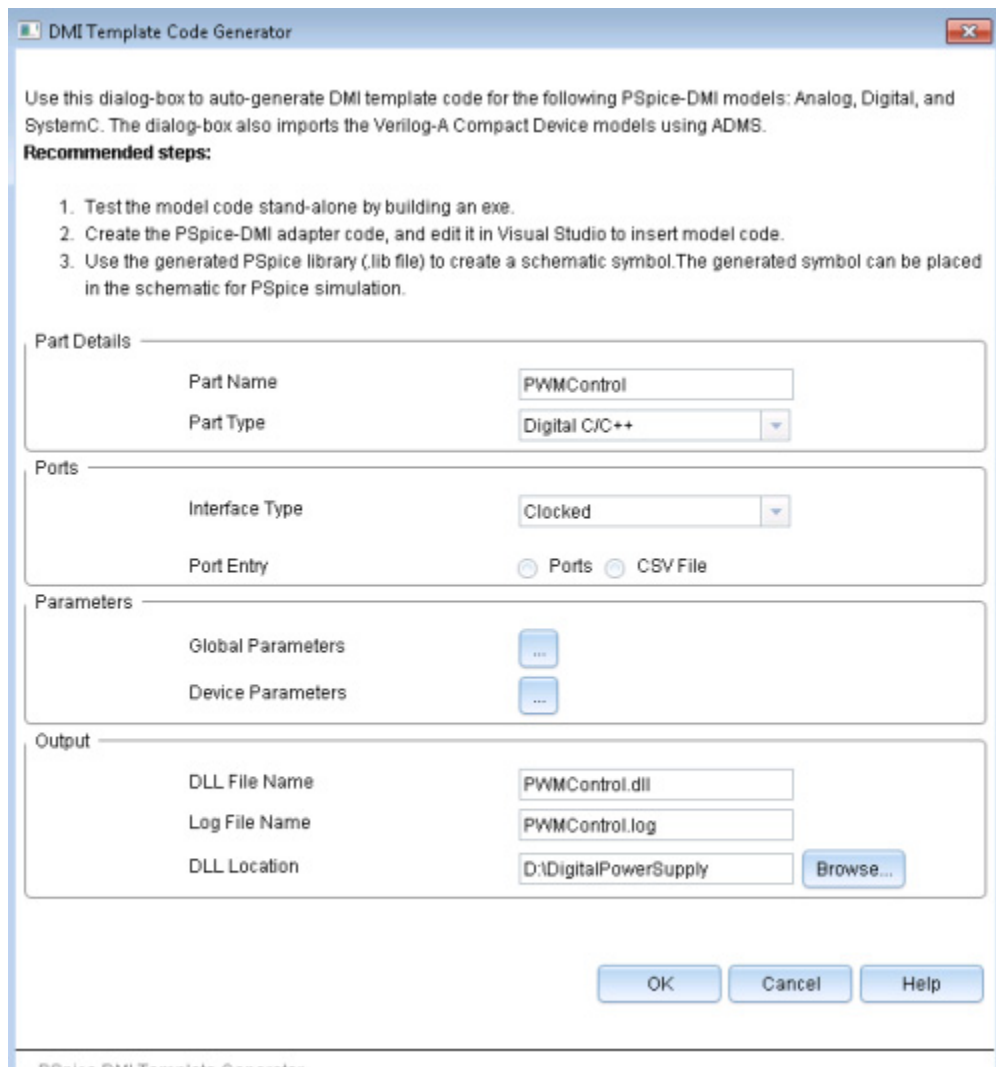 DMI Template Code Generator
Use this dialog-box to auto-generate DMI template code for the following PSpice-DMI models: Analog, Digital, and
SystemC. The dialog-box also imports the Verilog-A Compact Device models using ADMS.
Recommended steps:
1. Test the model code stand-alone by building an exe.
2. Create the PSpice-DMI adapter code, and edit it in Visual Studio to insert model code.
3. Use the generated PSpice library (.lib file) to create a schematic symbol.The generated symbol can be placed
in the schematic for PSpice simulation.
Part Details
Part Name PWMControl
Part Type Digital C/C++
Ports
Interface Type Clocked
Port Entry Ports CSV File
Parameters
Global Parameters ...
Device Parameters ...
Output
DLL File Name PWMControl.dll
Log File Name PWMControl.log
DLL Location D:\DigitalPowerSupply Browse...
OK Cancel Help
PSpice DMI Template Generator